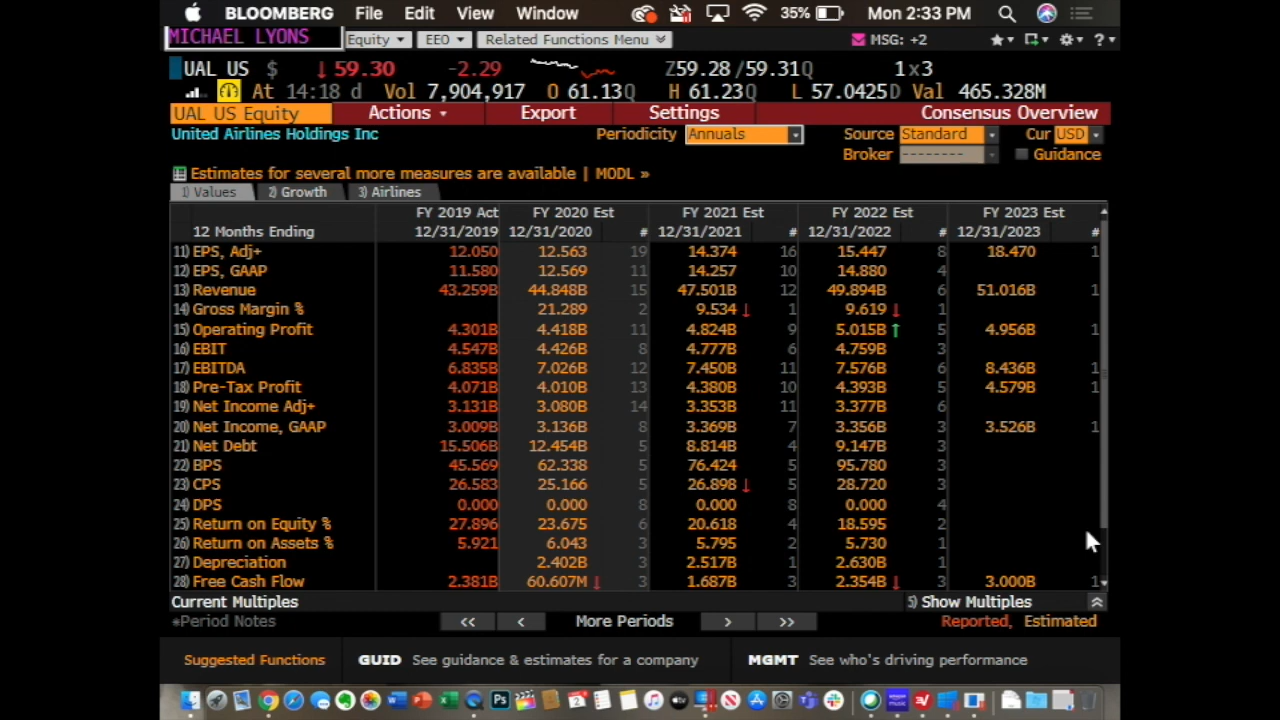 BLOOMBERG File Edit View Window 35% Mon 2:33 PM
MICHAEL LYONS Equity EEO Related Functions Menu MSG: +2 ?
UAL US $ ↓59.30 -2.29 Z59.28/59.31Q 1x3
At 14:18 d Vol 7,904,917 O 61.13Q H 61.23Q L 57.0425D Val 465.328M
UAL US Equity Actions Export Settings Consensus Overview
United Airlines Holdings Inc Periodicity Annuals Source Standard Cur USD
Broker -------- Guidance
Estimates for several more measures are available | MODL »
1) Values 2) Growth 3) Airlines
FY 2019 Act FY 2020 Est FY 2021 Est FY 2022 Est FY 2023 Est
12 Months Ending 12/31/2019 12/31/2020 # 12/31/2021 # 12/31/2022 # 12/31/2023 #
11) EPS, Adj+ 12.050 12.563 19 14.374 16 15.447 8 18.470 1
12) EPS, GAAP 11.580 12.569 11 14.257 10 14.880 4
13) Revenue 43.259B 44.848B 15 47.501B 12 49.894B 6 51.016B 1
14) Gross Margin % 21.289 2 9.534 ↓ 1 9.619 ↓ 1
15) Operating Profit 4.301B 4.418B 11 4.824B 9 5.015B ↑ 5 4.956B 1
16) EBIT 4.547B 4.426B 8 4.777B 6 4.759B 3
17) EBITDA 6.835B 7.026B 12 7.450B 11 7.576B 6 8.436B 1
18) Pre-Tax Profit 4.071B 4.010B 13 4.380B 10 4.393B 5 4.579B 1
19) Net Income Adj+ 3.131B 3.080B 14 3.353B 11 3.377B 6
20) Net Income, GAAP 3.009B 3.136B 8 3.369B 7 3.356B 3 3.526B 1
21) Net Debt 15.506B 12.454B 5 8.814B 4 9.147B 3
22) BPS 45.569 62.338 5 76.424 5 95.780 3
23) CPS 26.583 25.166 5 26.898 ↓ 5 28.720 3
24) DPS 0.000 0.000 8 0.000 8 0.000 4
25) Return on Equity % 27.896 23.675 6 20.618 4 18.595 2
26) Return on Assets % 5.921 6.043 3 5.795 2 5.730 1
27) Depreciation 2.402B 3 2.517B 1 2.630B 1
28) Free Cash Flow 2.381B 60.607M ↓ 3 1.687B 3 2.354B ↓ 3 3.000B 1
Current Multiples 5) Show Multiples
*Period Notes << < More Periods > >> Reported, Estimated
Suggested Functions GUID See guidance & estimates for a company MGMT See who's driving performance